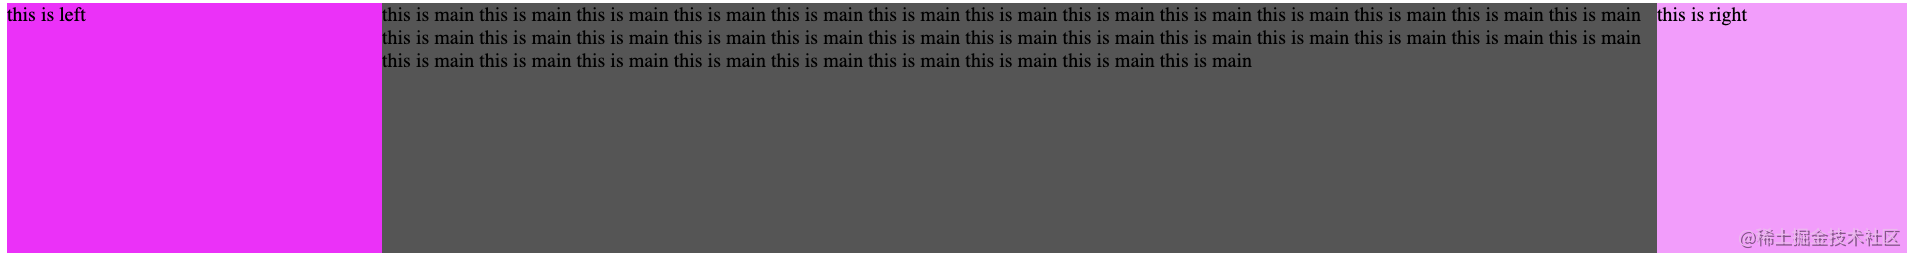 this is left
this is main this is main this is main this is main this is main this is main this is main this is main this is main this is main this is main this is main this is main
this is main this is main this is main this is main this is main this is main this is main this is main this is main this is main this is main this is main this is main
this is main this is main this is main this is main this is main this is main this is main this is main this is main
this is right
@稀土掘金技术社区